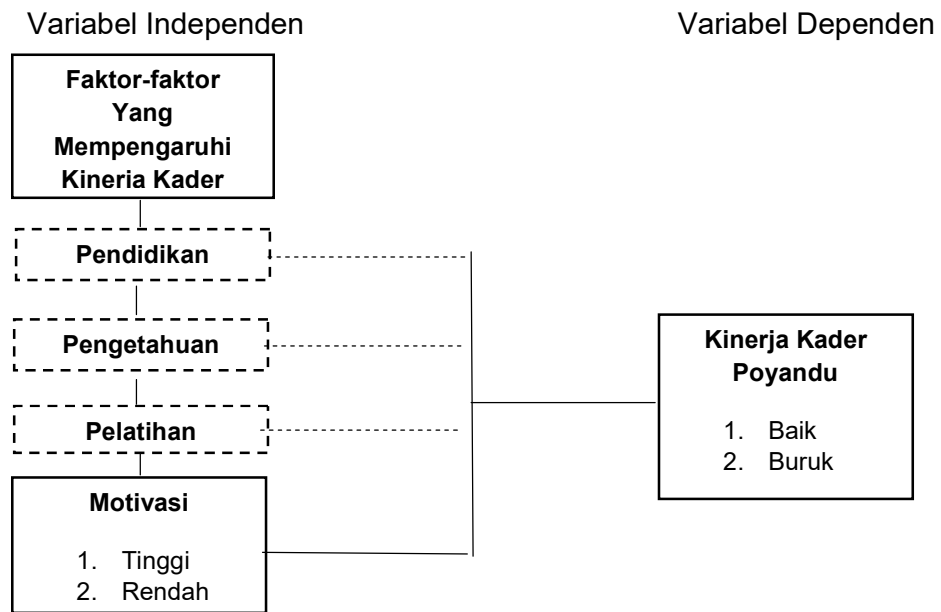 Variabel Independen
Variabel Dependen
Faktor-faktor
Yang
Mempengaruhi
Kineria Kader
Pendidikan
Pengetahuan
Pelatihan
Motivasi
1. Tinggi
2. Rendah
Kinerja Kader
Poyandu
1. Baik
2. Buruk